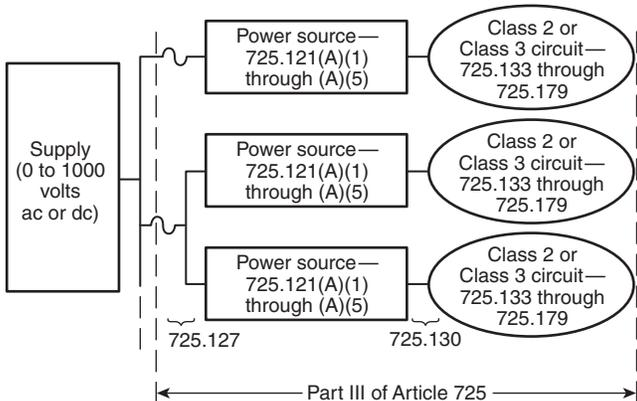 Power source—
725.121(A)(1)
through (A)(5)
Class 2 or
Class 3 circuit—
725.133 through
725.179
Supply
(0 to 1000
volts
ac or dc)
Power source—
725.121(A)(1)
through (A)(5)
Class 2 or
Class 3 circuit—
725.133 through
725.179
Power source—
725.121(A)(1)
through (A)(5)
Class 2 or
Class 3 circuit—
725.133 through
725.179
725.127
725.130
Part III of Article 725